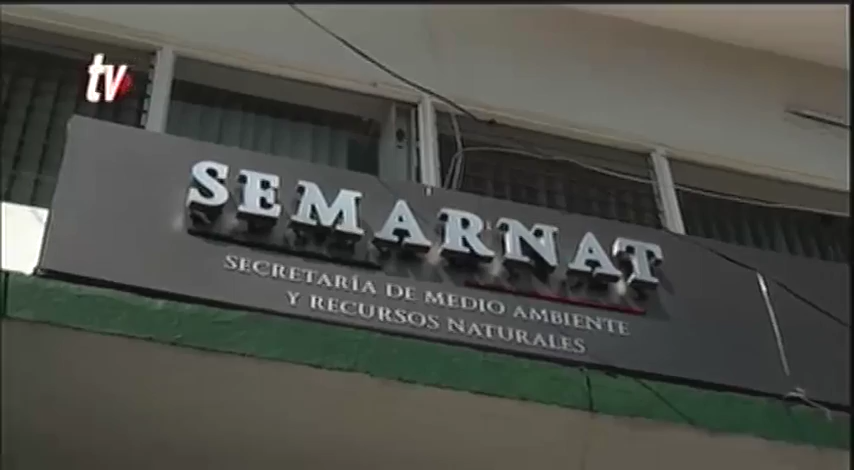 tv
SEMARNAT
SECRETARÍA DE MEDIO AMBIENTE
Y RECURSOS NATURALES